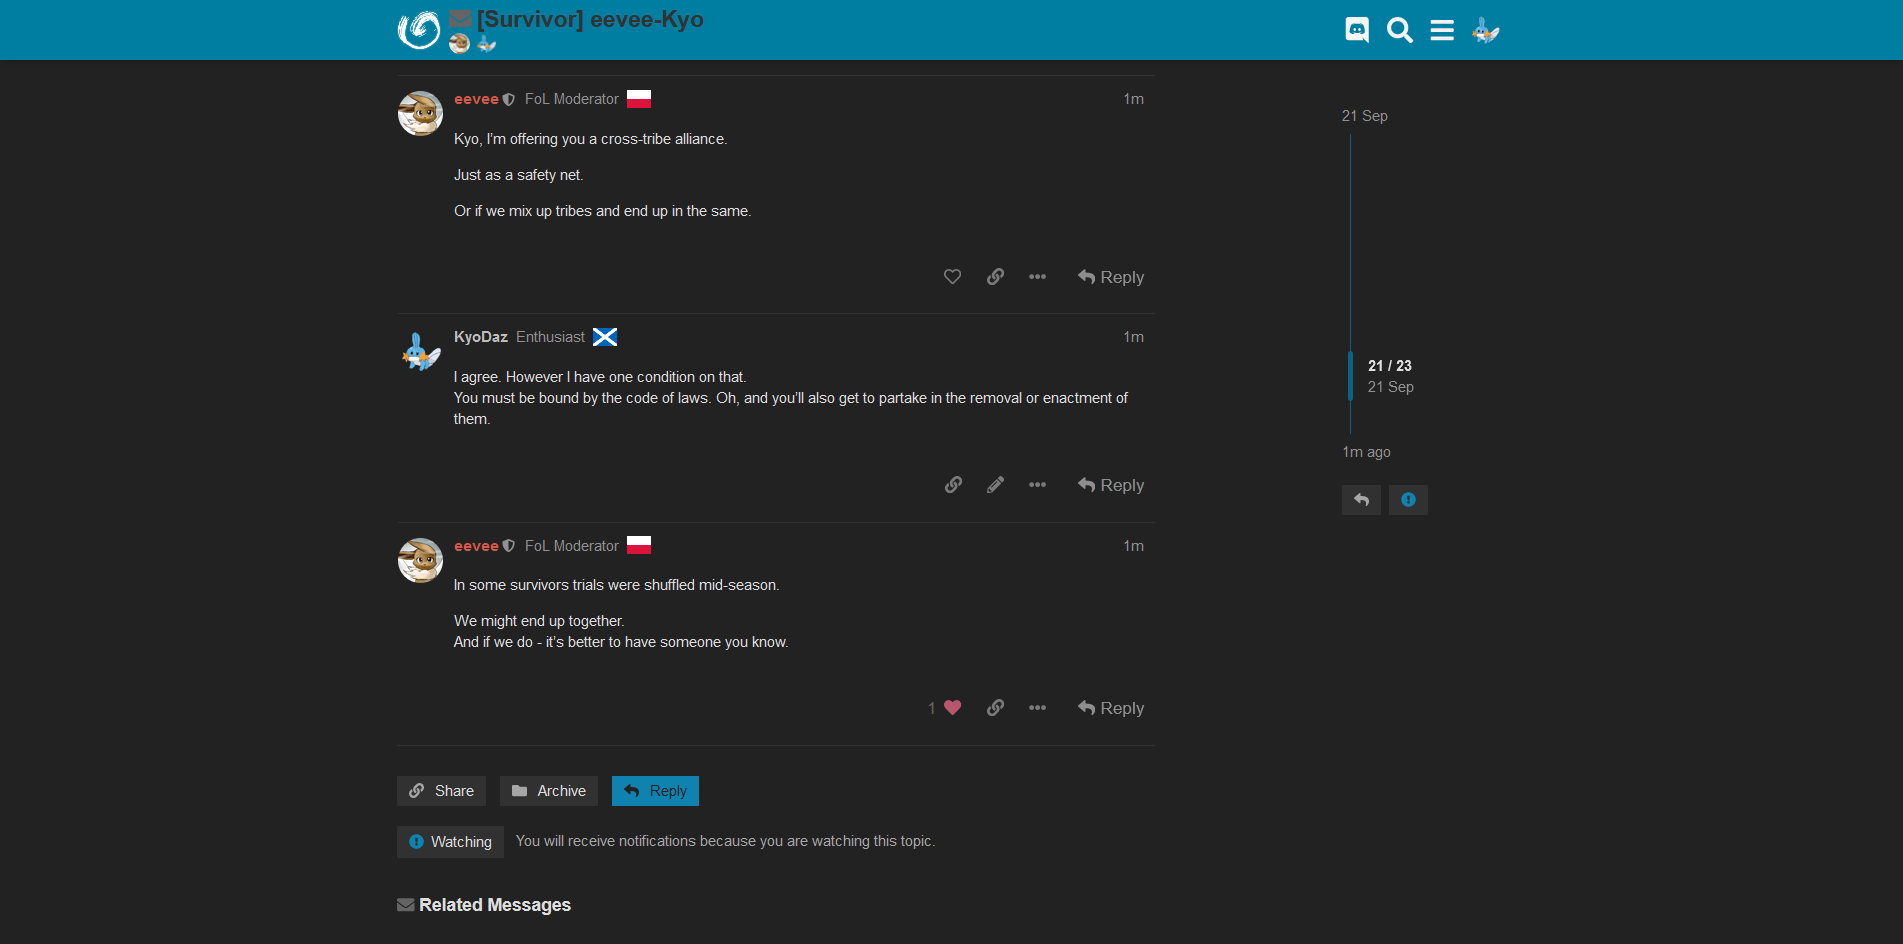 [Survivor] eevee-Kyo
eevee FoL Moderator 1m
Kyo, I'm offering you a cross-tribe alliance.
Just as a safety net.
Or if we mix up tribes and end up in the same.
Reply
KyoDaz Enthusiast 1m
I agree. However I have one condition on that.
You must be bound by the code of laws. Oh, and you'll also get to partake in the removal or enactment of
them.
Reply
eevee FoL Moderator 1m
In some survivors trials were shuffled mid-season.
We might end up together.
And if we do - it's better to have someone you know.
1 Reply
Share Archive Reply
Watching You will receive notifications because you are watching this topic.
Related Messages
21 Sep
21 / 23
21 Sep
1m ago